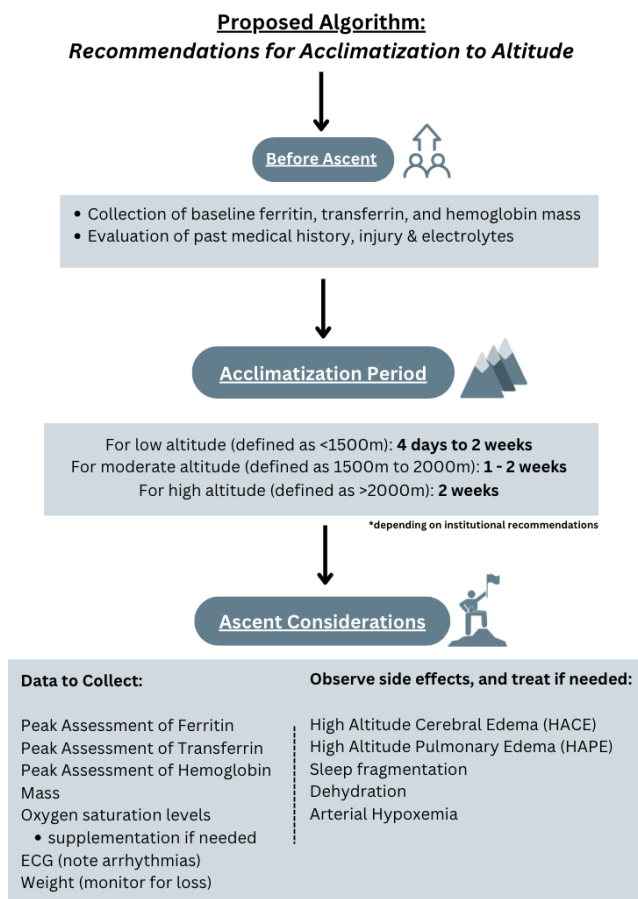 Proposed Algorithm:
Recommendations for Acclimatization to Altitude
Before Ascent
• Collection of baseline ferritin, transferrin, and hemoglobin mass
• Evaluation of past medical history, injury & electrolytes
Acclimatization Period
For low altitude (defined as <1500m): 4 days to 2 weeks
For moderate altitude (defined as 1500m to 2000m): 1 - 2 weeks
For high altitude (defined as >2000m): 2 weeks
*depending on institutional recommendations
Ascent Considerations
Data to Collect:
Peak Assessment of Ferritin
Peak Assessment of Transferrin
Peak Assessment of Hemoglobin
Mass
Oxygen saturation levels
• supplementation if needed
ECG (note arrhythmias)
Weight (monitor for loss)
Observe side effects, and treat if needed:
High Altitude Cerebral Edema (HACE)
High Altitude Pulmonary Edema (HAPE)
Sleep fragmentation
Dehydration
Arterial Hypoxemia